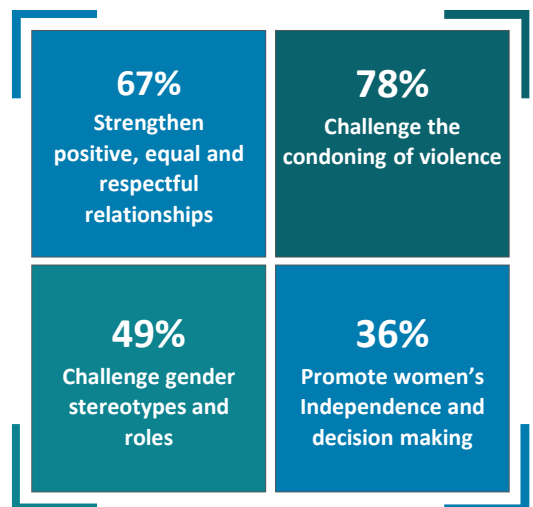 67%
Strengthen
positive, equal and
respectful
relationships
78%
Challenge the
condoning of violence
49%
Challenge gender
stereotypes and
roles
36%
Promote women’s
Independence and
decision making